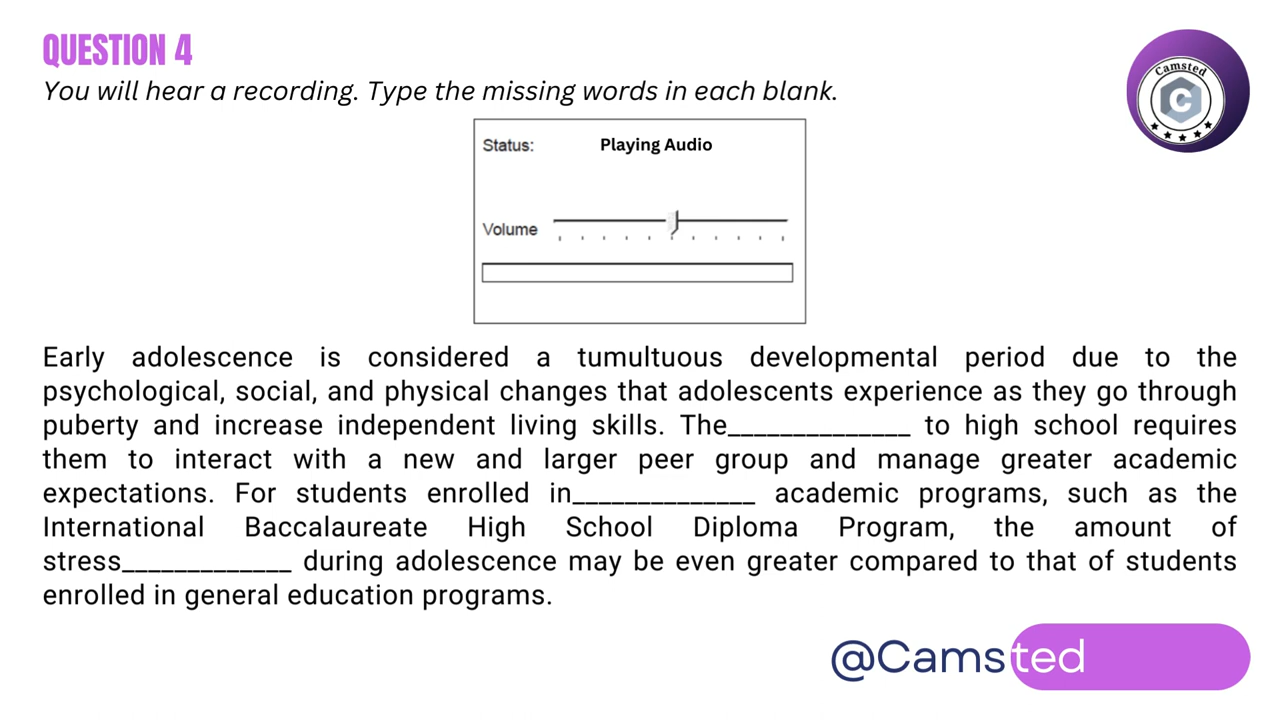 QUESTION 4
You will hear a recording. Type the missing words in each blank.
Camsted
C
Status: Playing Audio
Volume
Early adolescence is considered a tumultuous developmental period due to the
psychological, social, and physical changes that adolescents experience as they go through
puberty and increase independent living skills. The______________ to high school requires
them to interact with a new and larger peer group and manage greater academic
expectations. For students enrolled in______________ academic programs, such as the
International Baccalaureate High School Diploma Program, the amount of
stress_____________ during adolescence may be even greater compared to that of students
enrolled in general education programs.
@Camsted